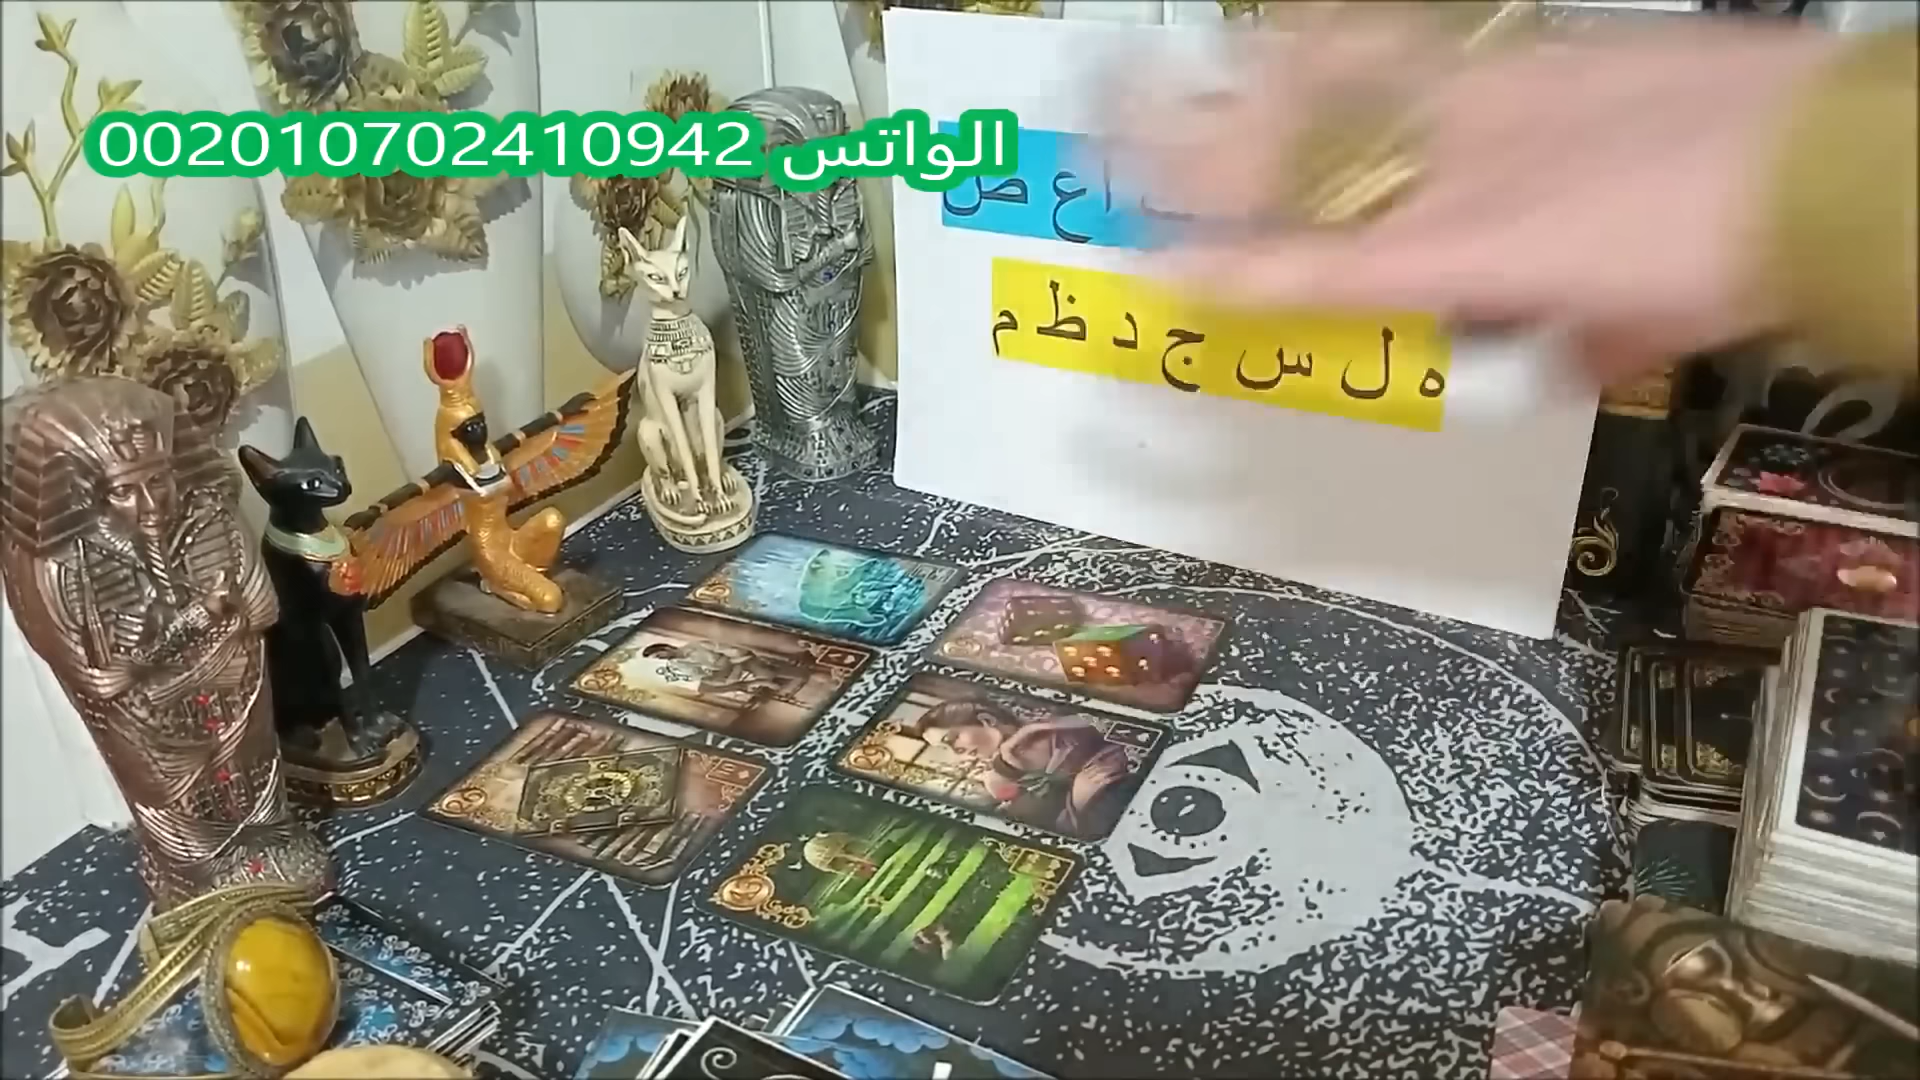 الواتس 002010702410942
ا ع ض
ه ل س ج د ظ م